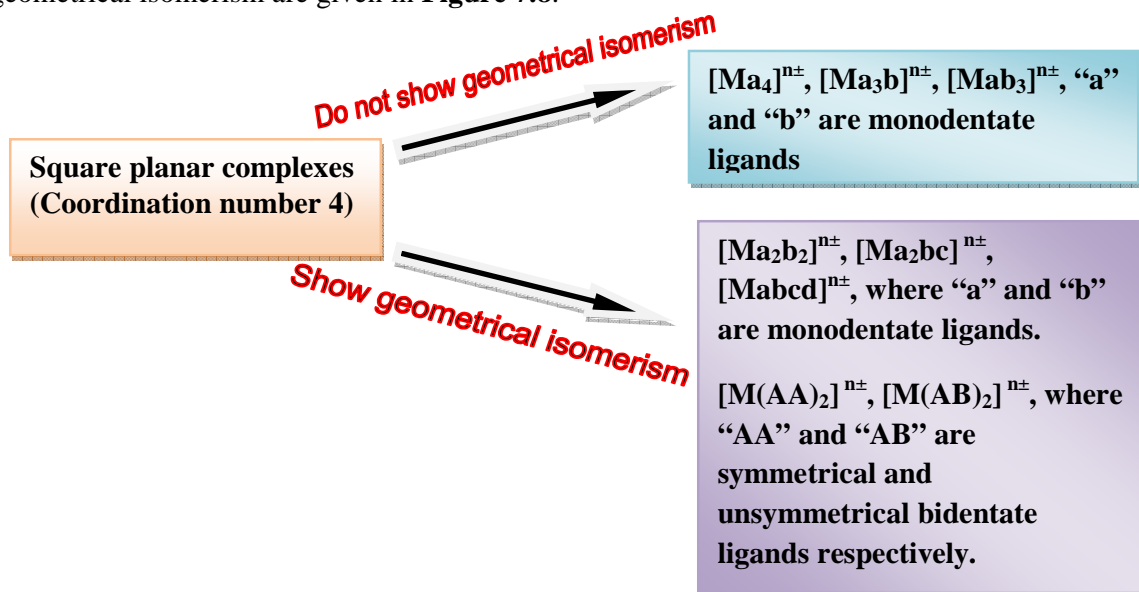 geometrical isomerism are given in Figure 7.8.
Do not show geometrical isomerism
[Ma₄]ⁿ±, [Ma₃b]ⁿ±, [Mab₃]ⁿ±, “a”
and “b” are monodentate
ligands
Square planar complexes
(Coordination number 4)
Show geometrical isomerism
[Ma₂b₂]ⁿ±, [Ma₂bc] ⁿ±,
[Mabcd]ⁿ±, where “a” and “b”
are monodentate ligands.
[M(AA)₂] ⁿ±, [M(AB)₂] ⁿ±, where
“AA” and “AB” are
symmetrical and
unsymmetrical bidentate
ligands respectively.